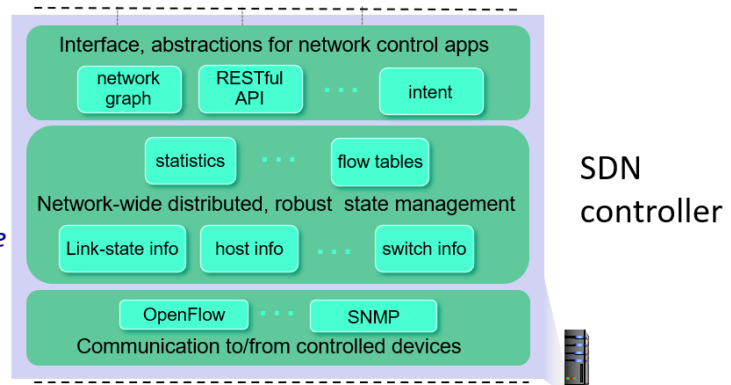 Interface, abstractions for network control apps
network
graph
RESTful
API
intent
statistics
flow tables
Network-wide distributed, robust state management
e
Link-state info
host info
switch info
OpenFlow
SNMP
Communication to/from controlled devices
SDN
controller